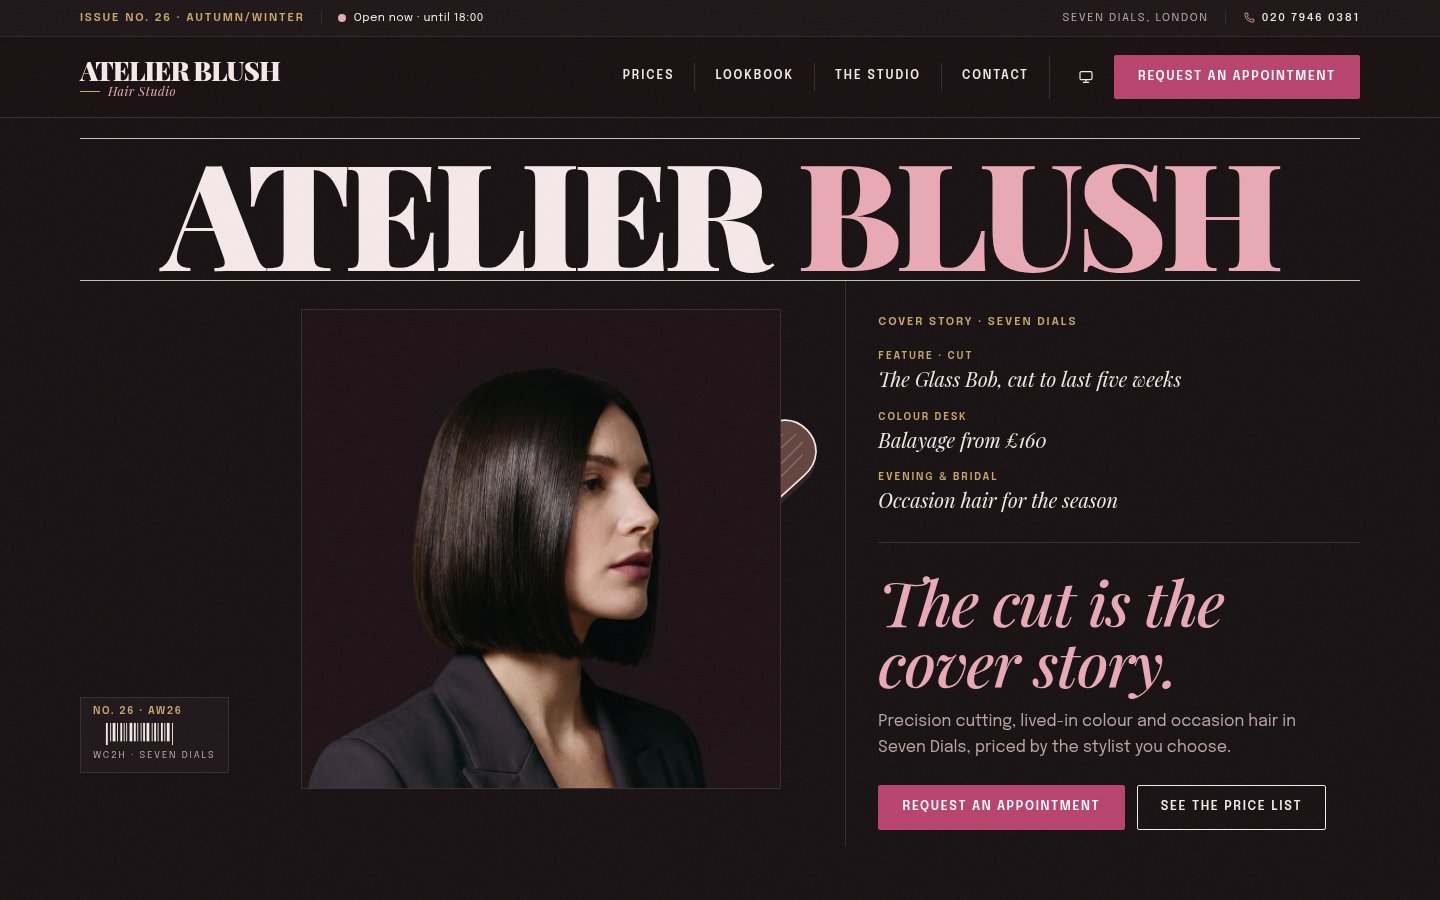 ISSUE NO. 26 · AUTUMN/WINTER
Open now · until 18:00
SEVEN DIALS, LONDON
020 7946 0381
ATELIER BLUSH
Hair Studio
PRICES
LOOKBOOK
THE STUDIO
CONTACT
REQUEST AN APPOINTMENT
ATELIER BLUSH
COVER STORY · SEVEN DIALS
FEATURE · CUT
The Glass Bob, cut to last five weeks
COLOUR DESK
Balayage from £160
EVENING & BRIDAL
Occasion hair for the season
The cut is the
cover story.
Precision cutting, lived-in colour and occasion hair in
Seven Dials, priced by the stylist you choose.
REQUEST AN APPOINTMENT
SEE THE PRICE LIST
NO. 26 · AW26
WC2H · SEVEN DIALS